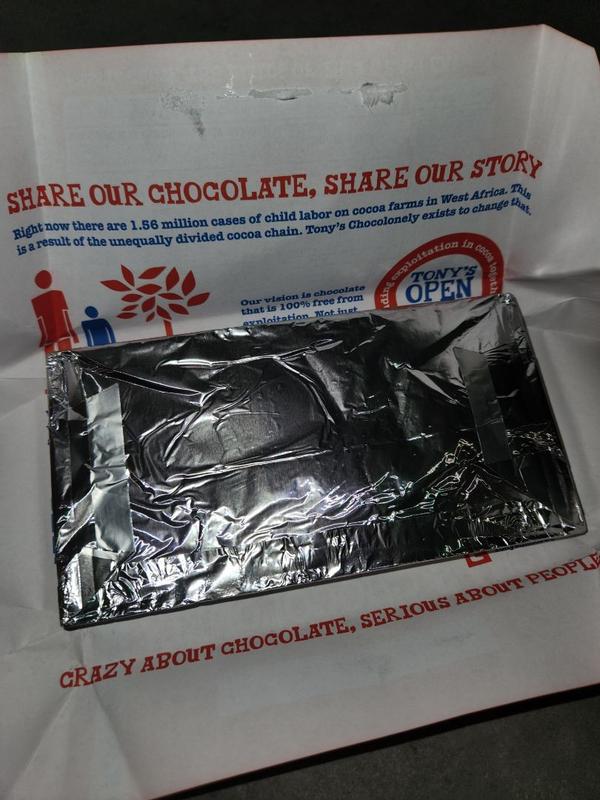 SHARE OUR CHOCOLATE, SHARE OUR STORY
Right now there are 1.56 million cases of child labor on cocoa farms in West Africa. This
is a result of the unequally divided cocoa chain. Tony's Chocolonely exists to change that.
Our vision is chocolate
that is 100% free from
exploitation. Not just
exploitation in cocoa
TONY'S
OPEN
CRAZY ABOUT CHOCOLATE, SERIOUS ABOUT PEOPLE